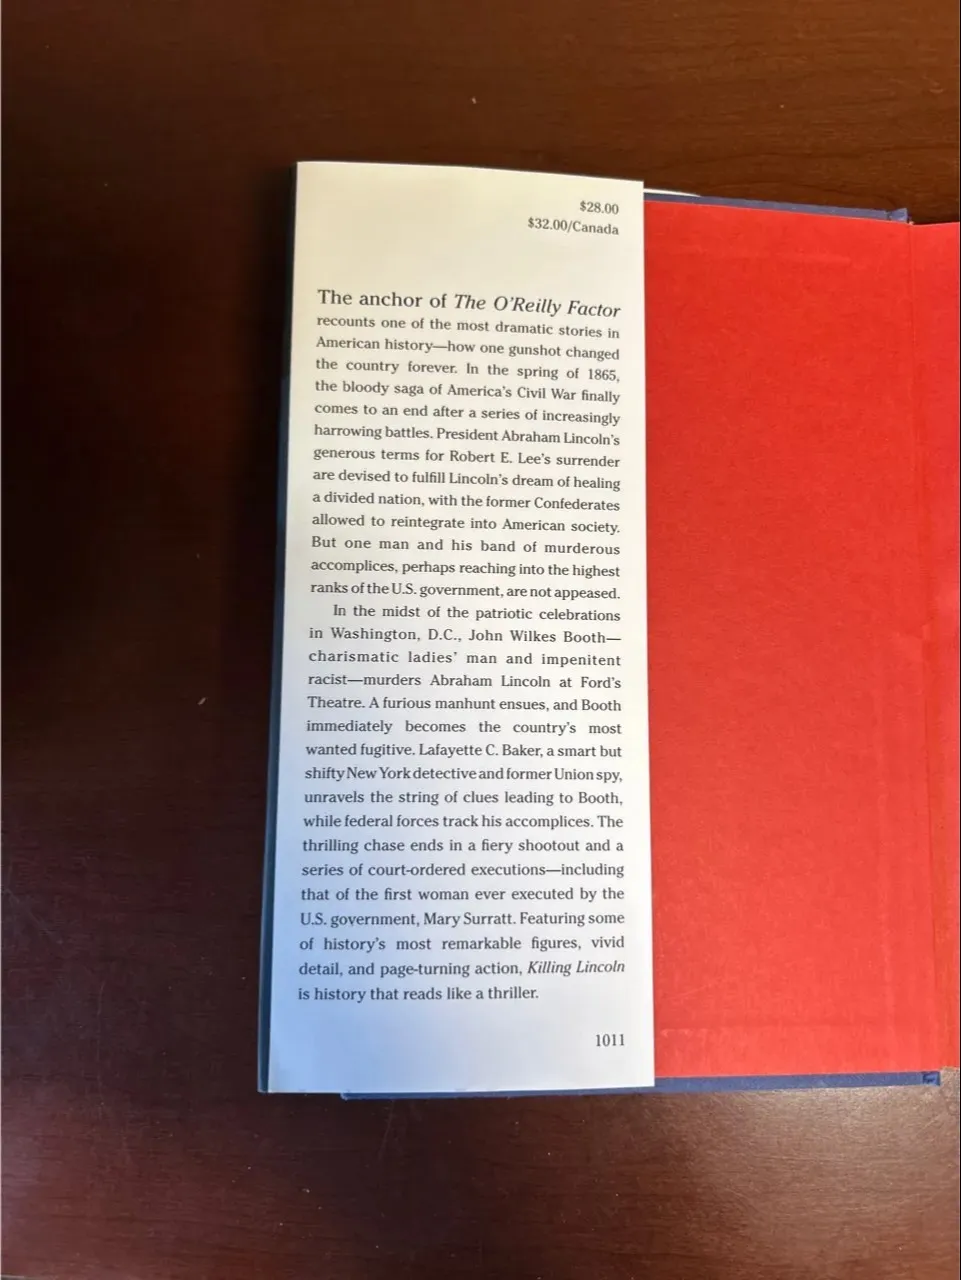 $28.00
$32.00/Canada
The anchor of The O'Reilly Factor
recounts one of the most dramatic stories in
American history—how one gunshot changed
the country forever. In the spring of 1865,
the bloody saga of America's Civil War finally
comes to an end after a series of increasingly
harrowing battles. President Abraham Lincoln's
generous terms for Robert E. Lee's surrender
are devised to fulfill Lincoln's dream of healing
a divided nation, with the former Confederates
allowed to reintegrate into American society.
But one man and his band of murderous
accomplices, perhaps reaching into the highest
ranks of the U.S. government, are not appeased.
In the midst of the patriotic celebrations
in Washington, D.C., John Wilkes Booth—
charismatic ladies' man and impenitent
racist—murders Abraham Lincoln at Ford's
Theatre. A furious manhunt ensues, and Booth
immediately becomes the country's most
wanted fugitive. Lafayette C. Baker, a smart but
shifty New York detective and former Union spy,
unravels the string of clues leading to Booth,
while federal forces track his accomplices. The
thrilling chase ends in a fiery shootout and a
series of court-ordered executions—including
that of the first woman ever executed by the
U.S. government, Mary Surratt. Featuring some
of history's most remarkable figures, vivid
detail, and page-turning action, Killing Lincoln
is history that reads like a thriller.
1011